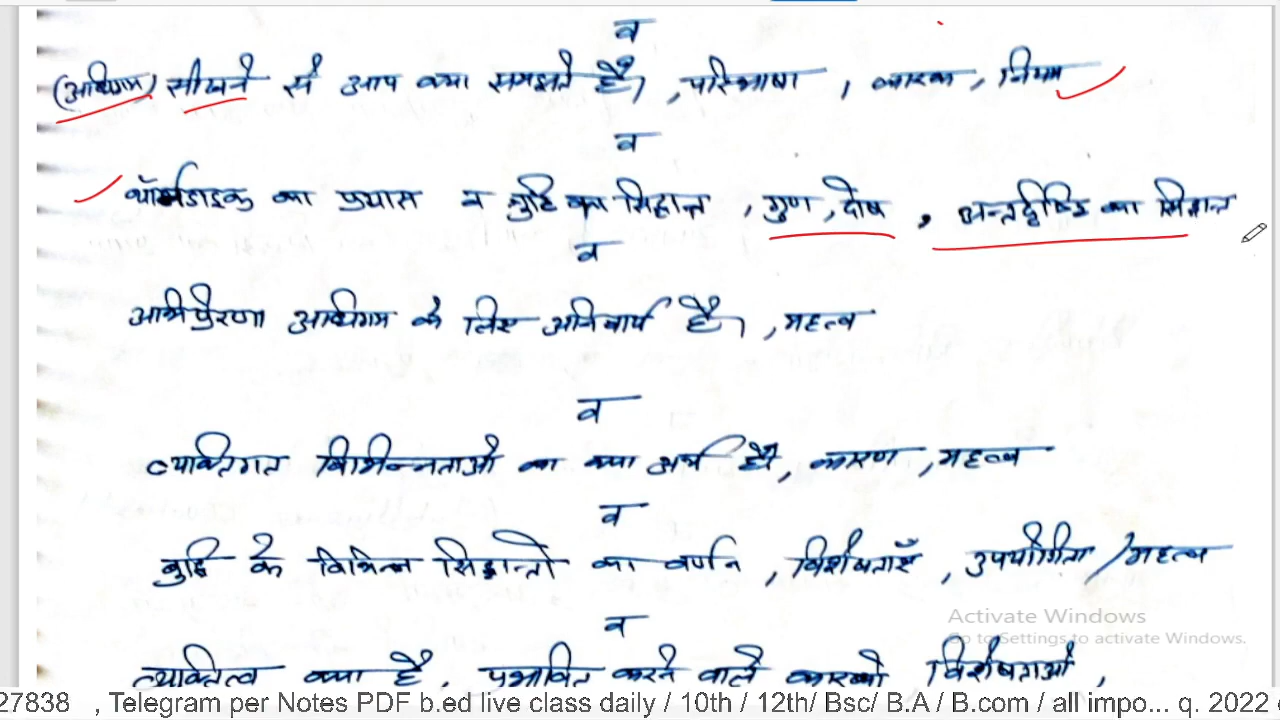 व
(अधिगम) सीखने से आप क्या समझते है। , परिभाषा , कारक , नियम
व
थॉर्नडाइक का प्रयास व त्रुटि का सिद्धान्त , गुण , दोष , अन्तर्दृष्टि का सिद्धान्त
व
अभिप्रेरणा अधिगम के लिए अनिवार्य है। , महत्व
व
व्यक्तिगत विभिन्नताओ का क्या अर्थ है , कारण , महत्व
व
बुद्धि के विभिन्न सिद्धान्तो का वर्णन , विशेषताएँ , उपयोगिता / महत्व
व
व्यक्तित्व क्या है , प्रभावित करने वाले कारको विशेषताओ ,
Activate Windows
Go to Settings to activate Windows.
27838 , Telegram per Notes PDF b.ed live class daily / 10th / 12th/ Bsc/ B.A / B.com / all impo... q. 2022